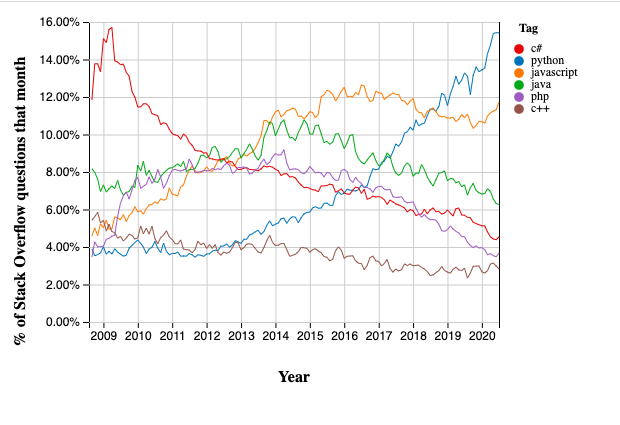 % of Stack Overflow questions that month
16.00%
14.00%
12.00%
10.00%
8.00%
6.00%
4.00%
2.00%
0.00%
2009 2010 2011 2012 2013 2014 2015 2016 2017 2018 2019 2020
Year
Tag
c#
python
javascript
java
php
c++